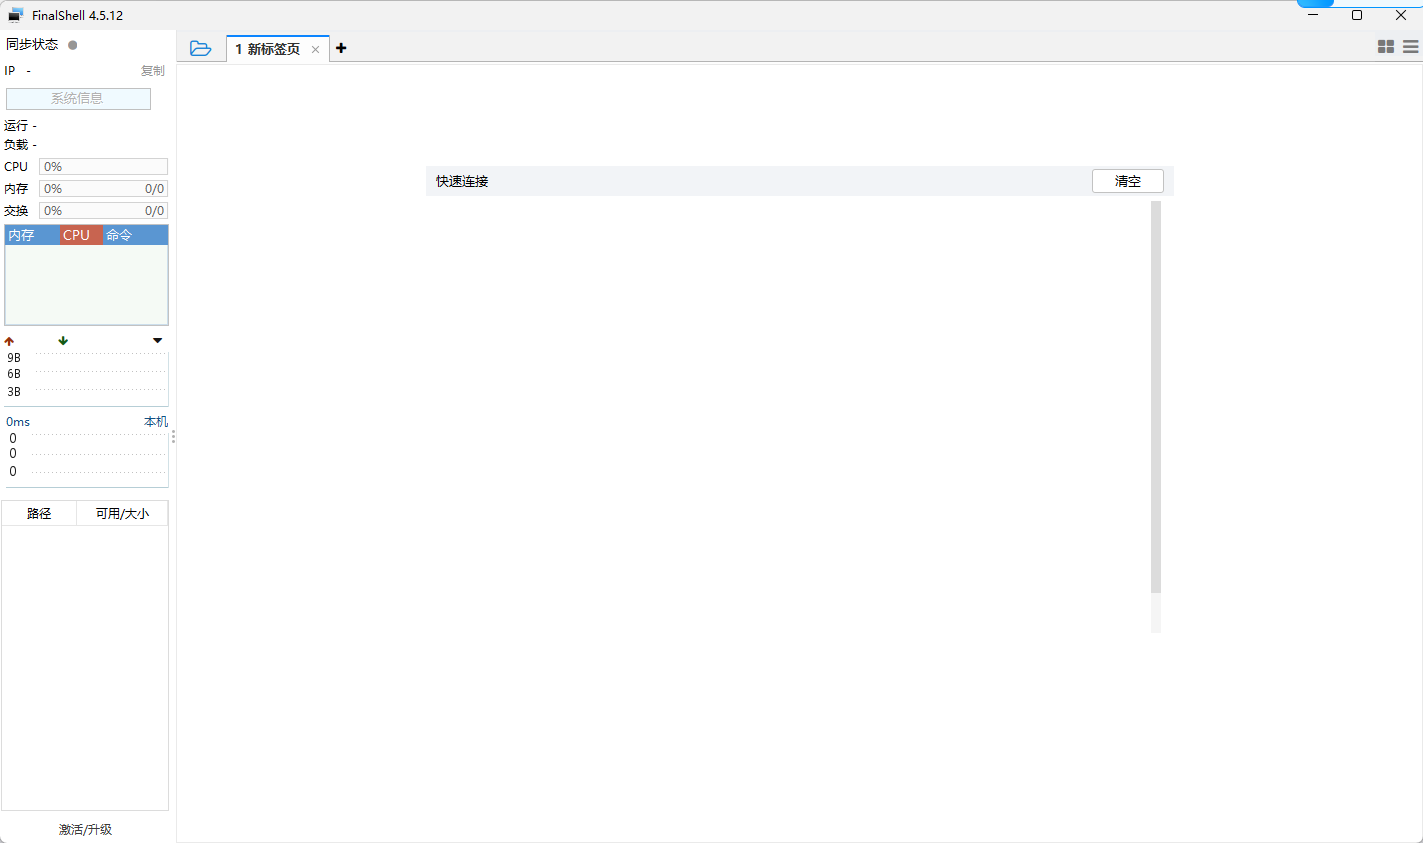 FinalShell 4.5.12
同步状态
1 新标签页
IP -
复制
系统信息
运行 -
负载 -
CPU 0%
内存 0% 0/0
交换 0% 0/0
内存 CPU 命令
9B
6B
3B
0ms 本机
0
0
0
路径 可用/大小
激活/升级
快速连接 清空